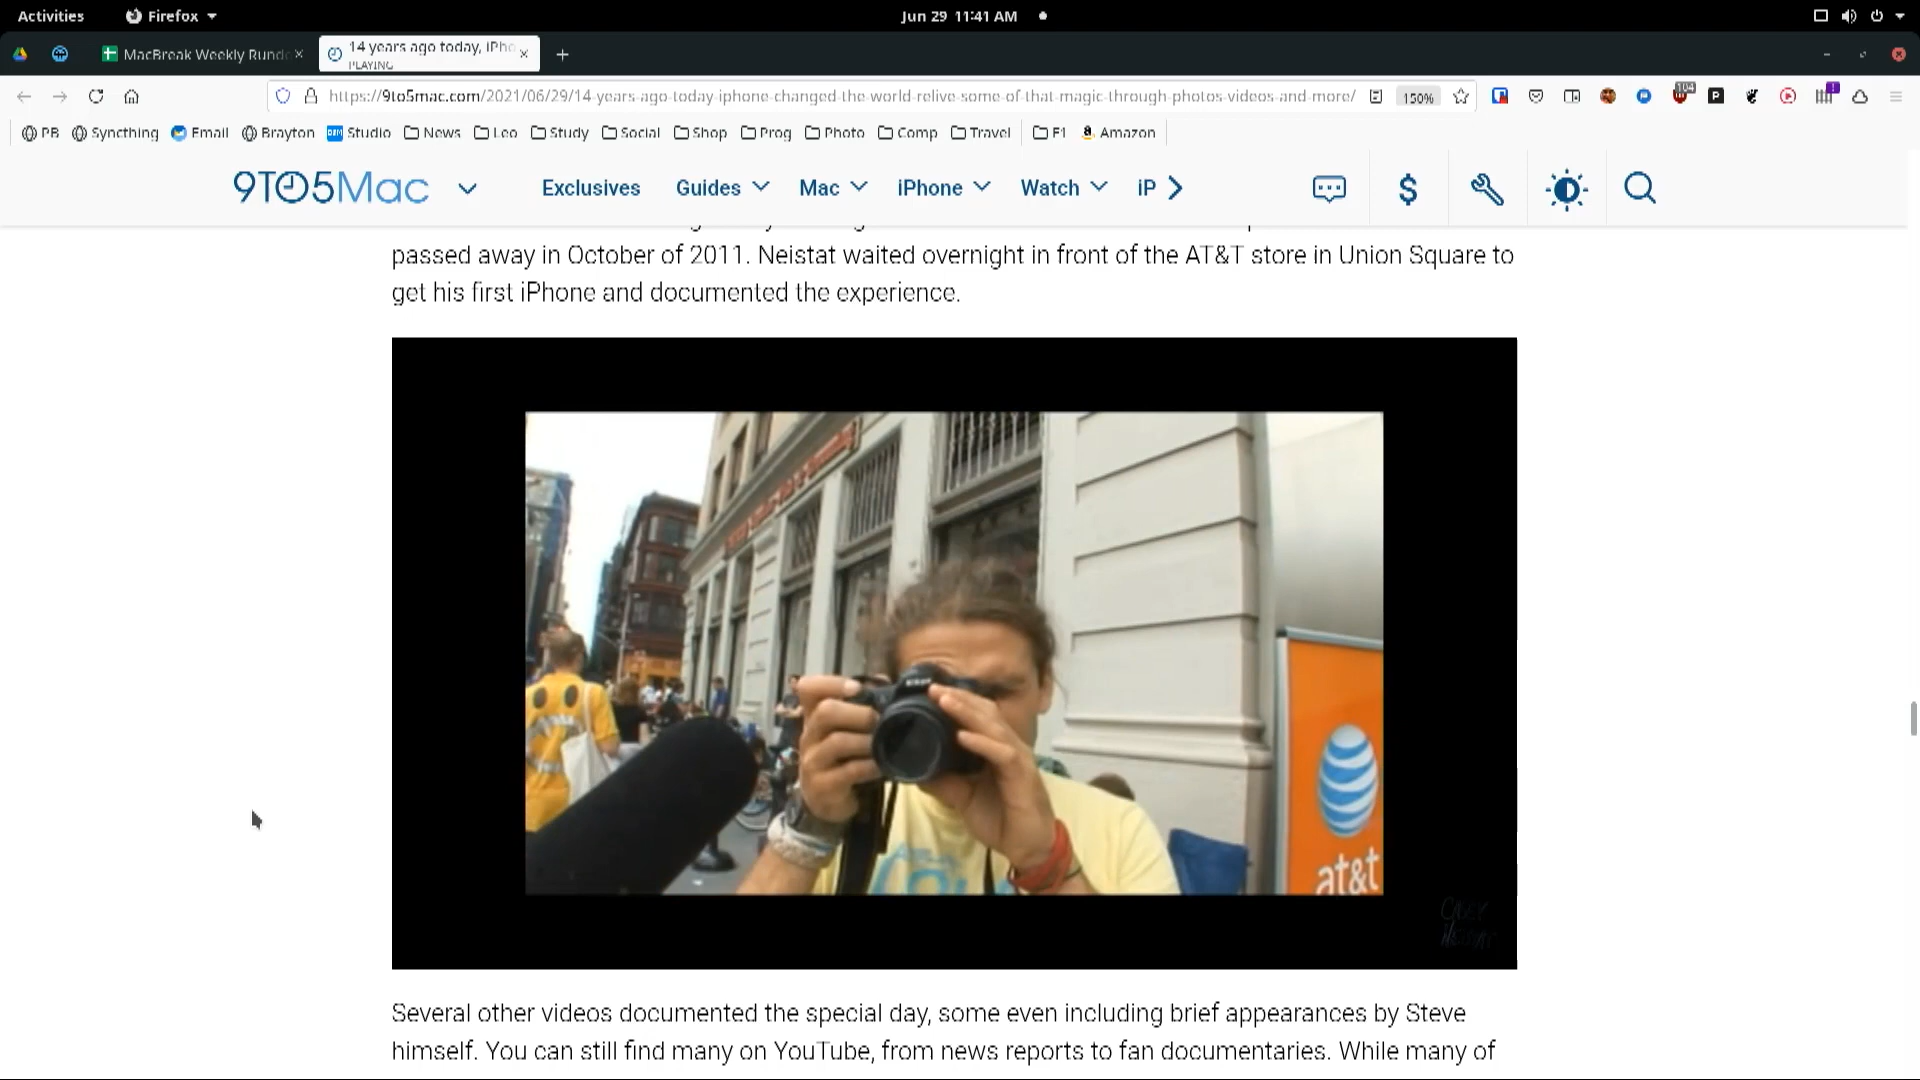 Activities
Firefox
Jun 29 11:41 AM
MacBreak Weekly Rund
14 years ago today, iPho
PLAYING
https://9to5mac.com/2021/06/29/14-years-ago-today-iphone-changed-the-world-relive-some-of-that-magic-through-photos-videos-and-more/
150%
104
1
PB
Syncthing
Email
Brayton
Studio
News
Leo
Study
Social
Shop
Prog
Photo
Comp
Travel
F1
Amazon
9TO5Mac
Exclusives
Guides
Mac
iPhone
Watch
iP
passed away in October of 2011. Neistat waited overnight in front of the AT&T store in Union Square to
get his first iPhone and documented the experience.
Nikon
at&t
CASEY
NEISTAT
Several other videos documented the special day, some even including brief appearances by Steve
himself. You can still find many on YouTube, from news reports to fan documentaries. While many of